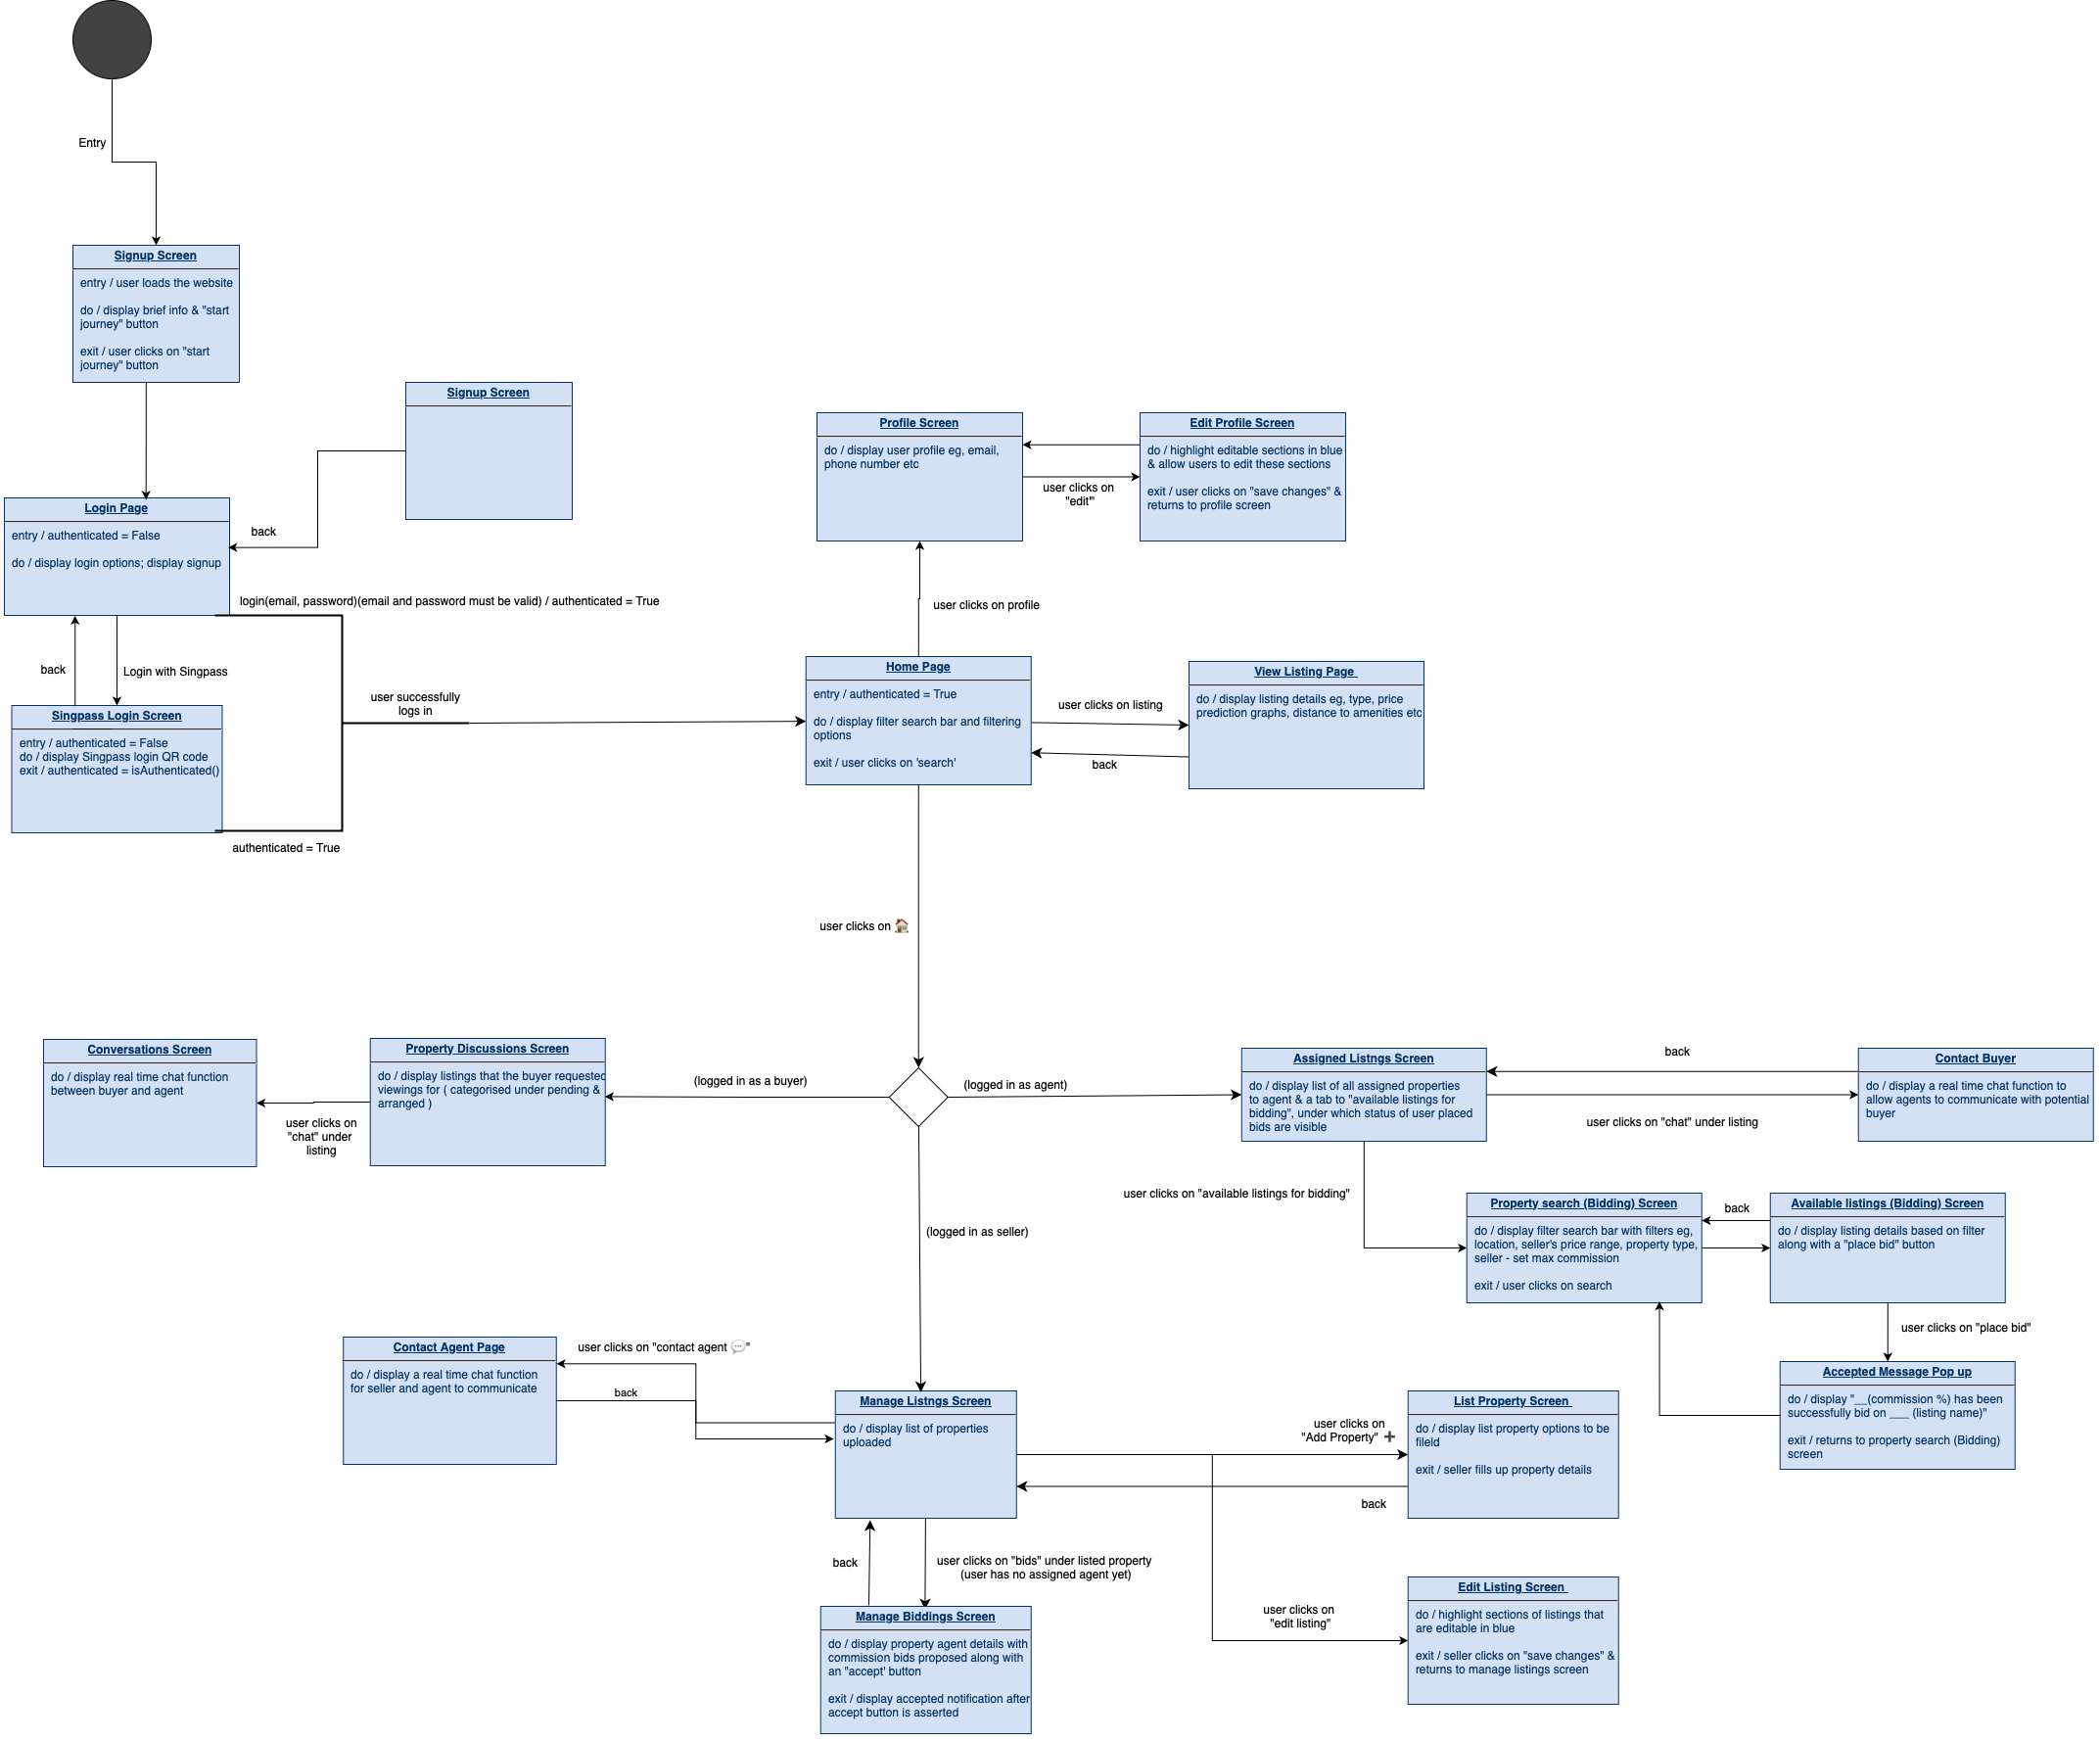 Entry
Signup Screen
entry / user loads the website
do / display brief info & "start
journey" button
exit / user clicks on "start
journey" button
Signup Screen
back
Login Page
entry / authenticated = False
do / display login options; display signup
login(email, password)(email and password must be valid) / authenticated = True
back
Login with Singpass
Singpass Login Screen
entry / authenticated = False
do / display Singpass login QR code
exit / authenticated = isAuthenticated()
authenticated = True
user successfully
logs in
Profile Screen
do / display user profile eg, email,
phone number etc
user clicks on
"edit"
Edit Profile Screen
do / highlight editable sections in blue
& allow users to edit these sections
exit / user clicks on "save changes" &
returns to profile screen
user clicks on profile
Home Page
entry / authenticated = True
do / display filter search bar and filtering
options
exit / user clicks on 'search'
user clicks on listing
back
View Listing Page
do / display listing details eg, type, price
prediction graphs, distance to amenities etc
user clicks on 🏠
Conversations Screen
do / display real time chat function
between buyer and agent
user clicks on
"chat" under
listing
Property Discussions Screen
do / display listings that the buyer requested
viewings for ( categorised under pending &
arranged )
(logged in as a buyer)
(logged in as agent)
Assigned Listngs Screen
do / display list of all assigned properties
to agent & a tab to "available listings for
bidding", under which status of user placed
bids are visible
back
user clicks on "chat" under listing
Contact Buyer
do / display a real time chat function to
allow agents to communicate with potential
buyer
user clicks on "available listings for bidding"
Property search (Bidding) Screen
do / display filter search bar with filters eg,
location, seller's price range, property type,
seller - set max commission
exit / user clicks on search
back
Available listings (Bidding) Screen
do / display listing details based on filter
along with a "place bid" button
user clicks on "place bid"
Accepted Message Pop up
do / display "__(commission %) has been
successfully bid on ___ (listing name)"
exit / returns to property search (Bidding)
screen
(logged in as seller)
Contact Agent Page
do / display a real time chat function
for seller and agent to communicate
user clicks on "contact agent 💬"
back
Manage Listngs Screen
do / display list of properties
uploaded
user clicks on
"Add Property" ➕
back
List Property Screen
do / display list property options to be
fileld
exit / seller fills up property details
back
user clicks on "bids" under listed property
(user has no assigned agent yet)
Manage Biddings Screen
do / display property agent details with
commission bids proposed along with
an "accept' button
exit / display accepted notification after
accept button is asserted
user clicks on
"edit listing"
Edit Listing Screen
do / highlight sections of listings that
are editable in blue
exit / seller clicks on "save changes" &
returns to manage listings screen